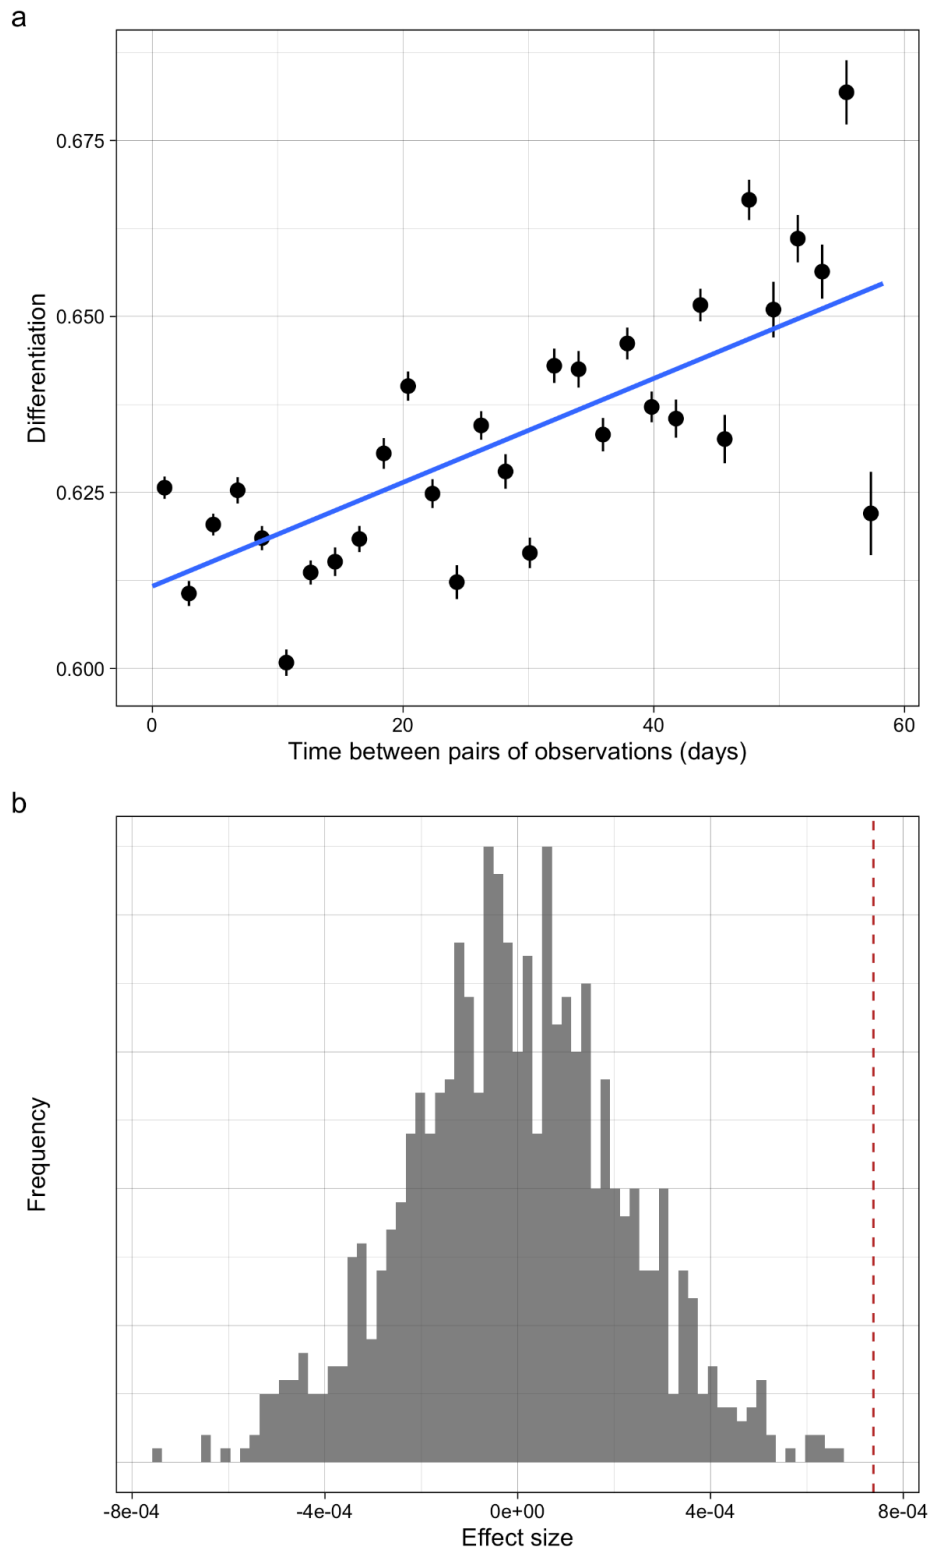 a
0.675
0.650
0.625
0.600
Differentiation
0 20 40 60
Time between pairs of observations (days)
b
Frequency
-8e-04 -4e-04 0e+00 4e-04 8e-04
Effect size